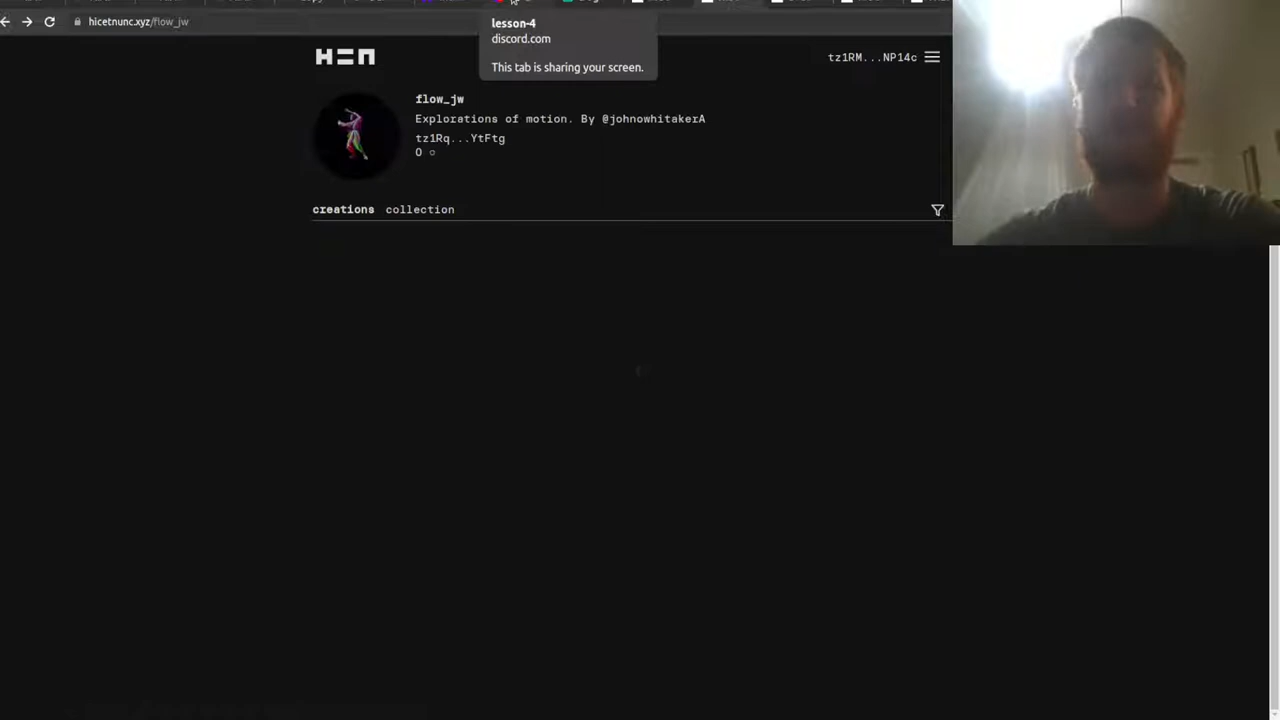 hicetnunc.xyz/flow_jw
lesson-4
discord.com
This tab is sharing your screen.
tz1RM...NP14c
flow_jw
Explorations of motion. By @johnowhitakerA
tz1Rq...YtFtg
0 ○
creations collection